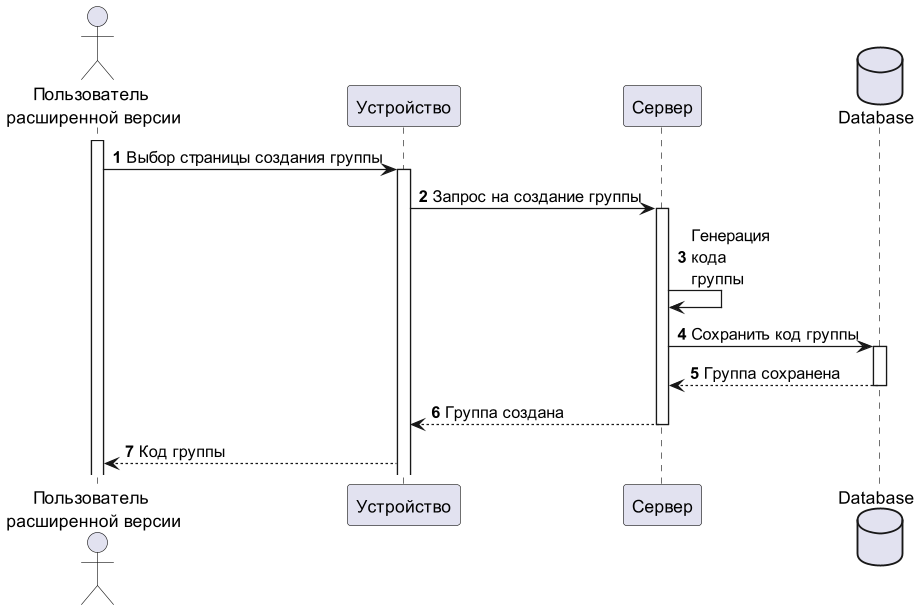 Пользователь
расширенной версии
Устройство
Сервер
Database
1 Выбор страницы создания группы
2 Запрос на создание группы
Генерация
3 кода
группы
4 Сохранить код группы
5 Группа сохранена
6 Группа создана
7 Код группы
Пользователь
расширенной версии
Устройство
Сервер
Database